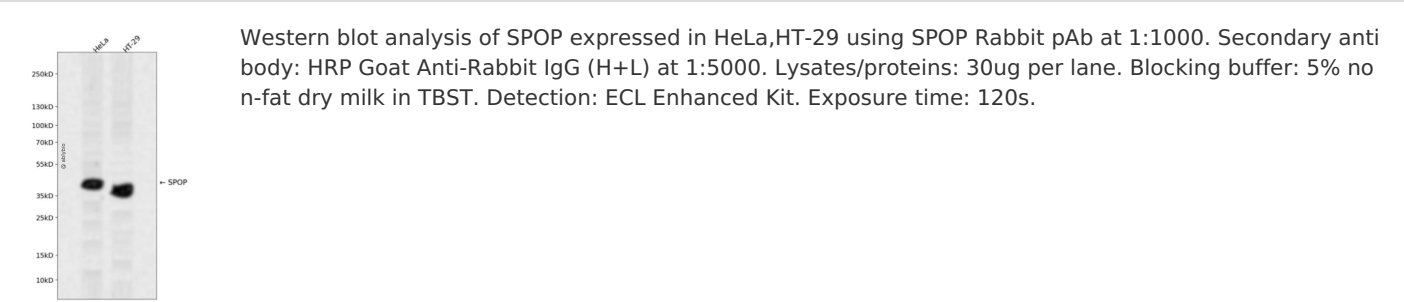 HeLa
HT-29
250kD
130kD
100kD
70kD
55kD
35kD
25kD
15kD
10kD
© abtybio
← SPOP
Western blot analysis of SPOP expressed in HeLa,HT-29 using SPOP Rabbit pAb at 1:1000. Secondary anti
body: HRP Goat Anti-Rabbit IgG (H+L) at 1:5000. Lysates/proteins: 30ug per lane. Blocking buffer: 5% no
n-fat dry milk in TBST. Detection: ECL Enhanced Kit. Exposure time: 120s.